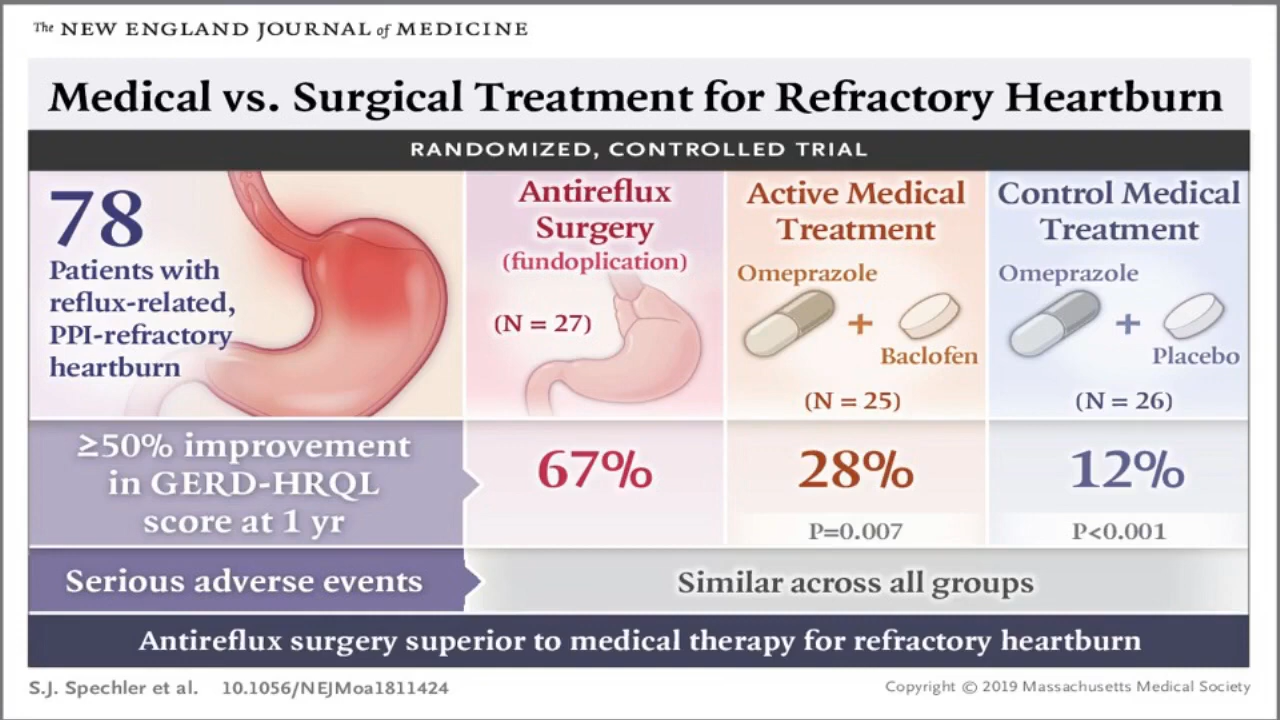 The NEW ENGLAND JOURNAL of MEDICINE
Medical vs. Surgical Treatment for Refractory Heartburn
RANDOMIZED, CONTROLLED TRIAL
78
Patients with
reflux-related,
PPI-refractory
heartburn
Antireflux
Surgery
(fundoplication)
(N = 27)
Active Medical
Treatment
Omeprazole
+
Baclofen
(N = 25)
Control Medical
Treatment
Omeprazole
+
Placebo
(N = 26)
≥50% improvement
in GERD-HRQL
score at 1 yr
67%
28%
P=0.007
12%
P<0.001
Serious adverse events
Similar across all groups
Antireflux surgery superior to medical therapy for refractory heartburn
S.J. Spechler et al. 10.1056/NEJMoa1811424
Copyright © 2019 Massachusetts Medical Society